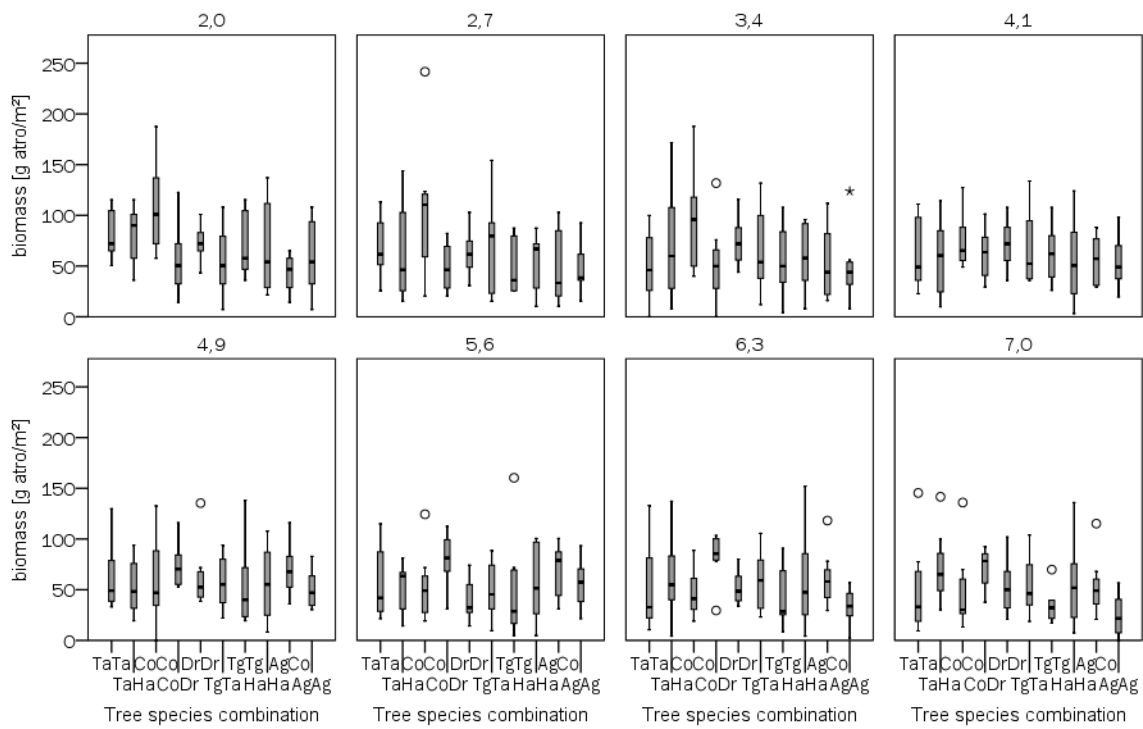 2,0 2,7 3,4 4,1
biomass [g atro/m²]
250
200
150
100
50
0
4,9 5,6 6,3 7,0
biomass [g atro/m²]
250
200
150
100
50
0
TaTa CoCo DrDr TgTg AgCo TaTa CoCo DrDr TgTg AgCo TaTa CoCo DrDr TgTg AgCo TaTa CoCo DrDr TgTg AgCo
TaHa CoDr TgTa HaHa AgAg TaHa CoDr TgTa HaHa AgAg TaHa CoDr TgTa HaHa AgAg TaHa CoDr TgTa HaHa AgAg
Tree species combination Tree species combination Tree species combination Tree species combination